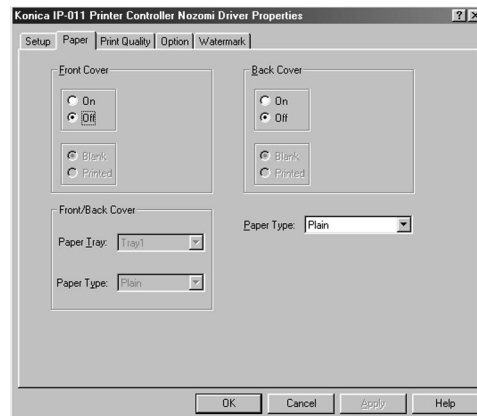 Konica IP-011 Printer Controller Nozomi Driver Properties
Setup Paper Print Quality Option Watermark
Front Cover
On
Off
Blank
Printed
Back Cover
On
Off
Blank
Printed
Front/Back Cover
Paper Tray: Tray1
Paper Type: Plain
Paper Type: Plain
OK Cancel Apply Help